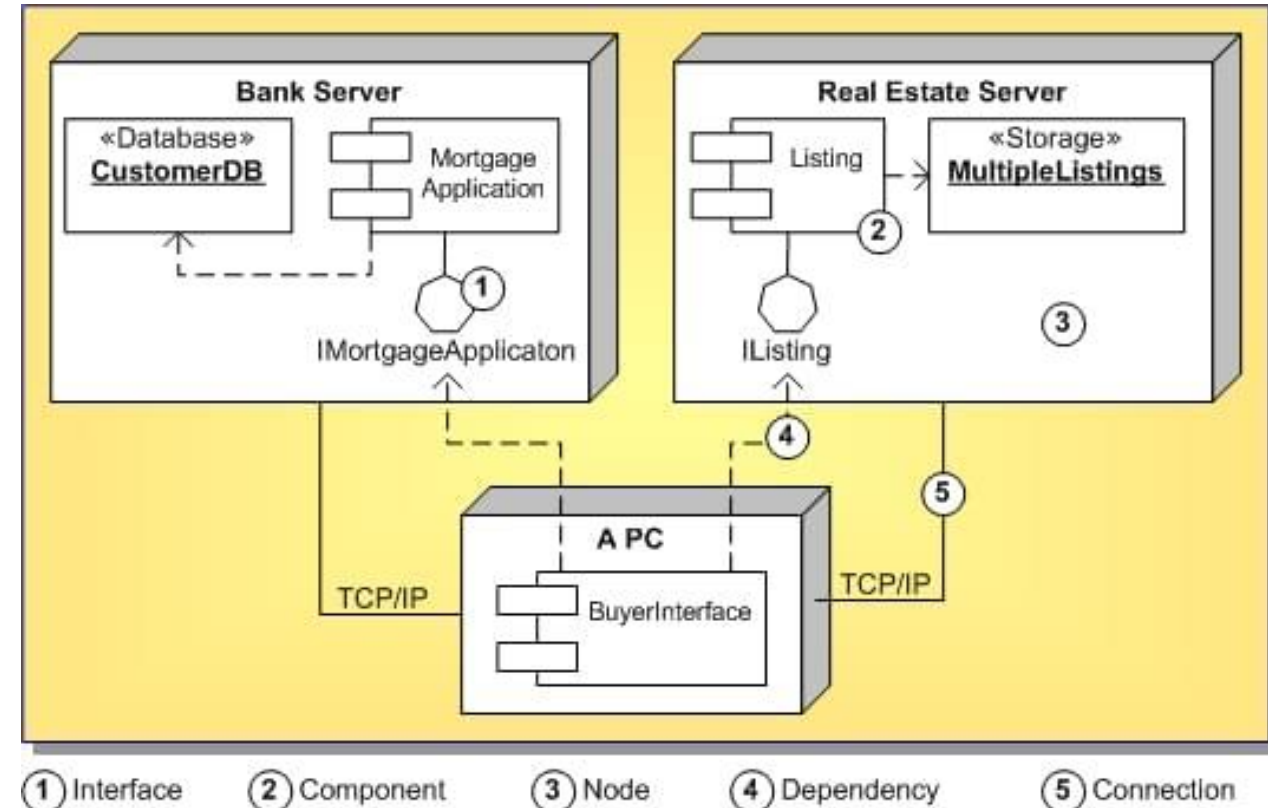 Bank Server
«Database»
CustomerDB
Mortgage
Application
1
IMortgageApplicaton
Real Estate Server
Listing
2
«Storage»
MultipleListings
3
IListing
4
5
A PC
BuyerInterface
TCP/IP
TCP/IP
1 Interface
2 Component
3 Node
4 Dependency
5 Connection